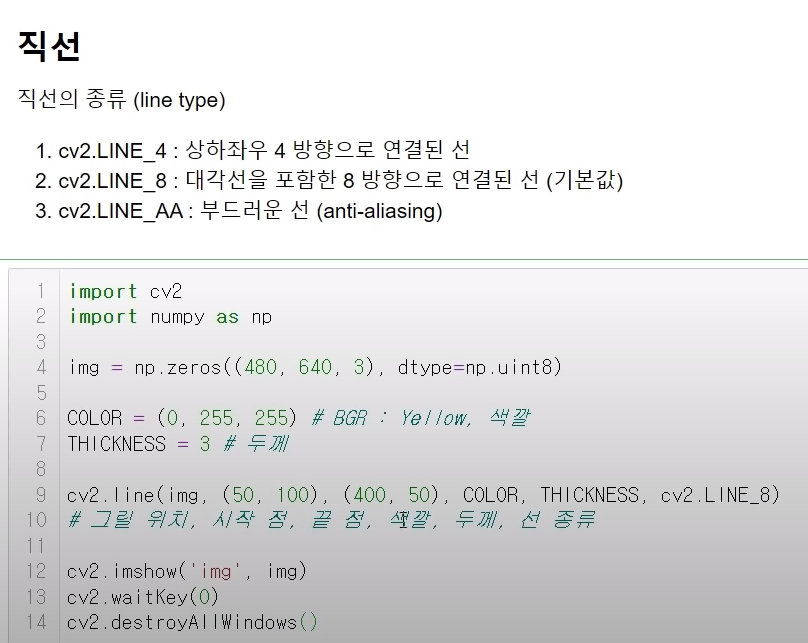 직선
직선의 종류 (line type)
1. cv2.LINE_4 : 상하좌우 4 방향으로 연결된 선
2. cv2.LINE_8 : 대각선을 포함한 8 방향으로 연결된 선 (기본값)
3. cv2.LINE_AA : 부드러운 선 (anti-aliasing)
1 import cv2
2 import numpy as np
3
4 img = np.zeros((480, 640, 3), dtype=np.uint8)
5
6 COLOR = (0, 255, 255) # BGR : Yellow, 색깔
7 THICKNESS = 3 # 두께
8
9 cv2.line(img, (50, 100), (400, 50), COLOR, THICKNESS, cv2.LINE_8)
10 # 그릴 위치, 시작 점, 끝 점, 색깔, 두께, 선 종류
11
12 cv2.imshow('img', img)
13 cv2.waitKey(0)
14 cv2.destroyAllWindows()